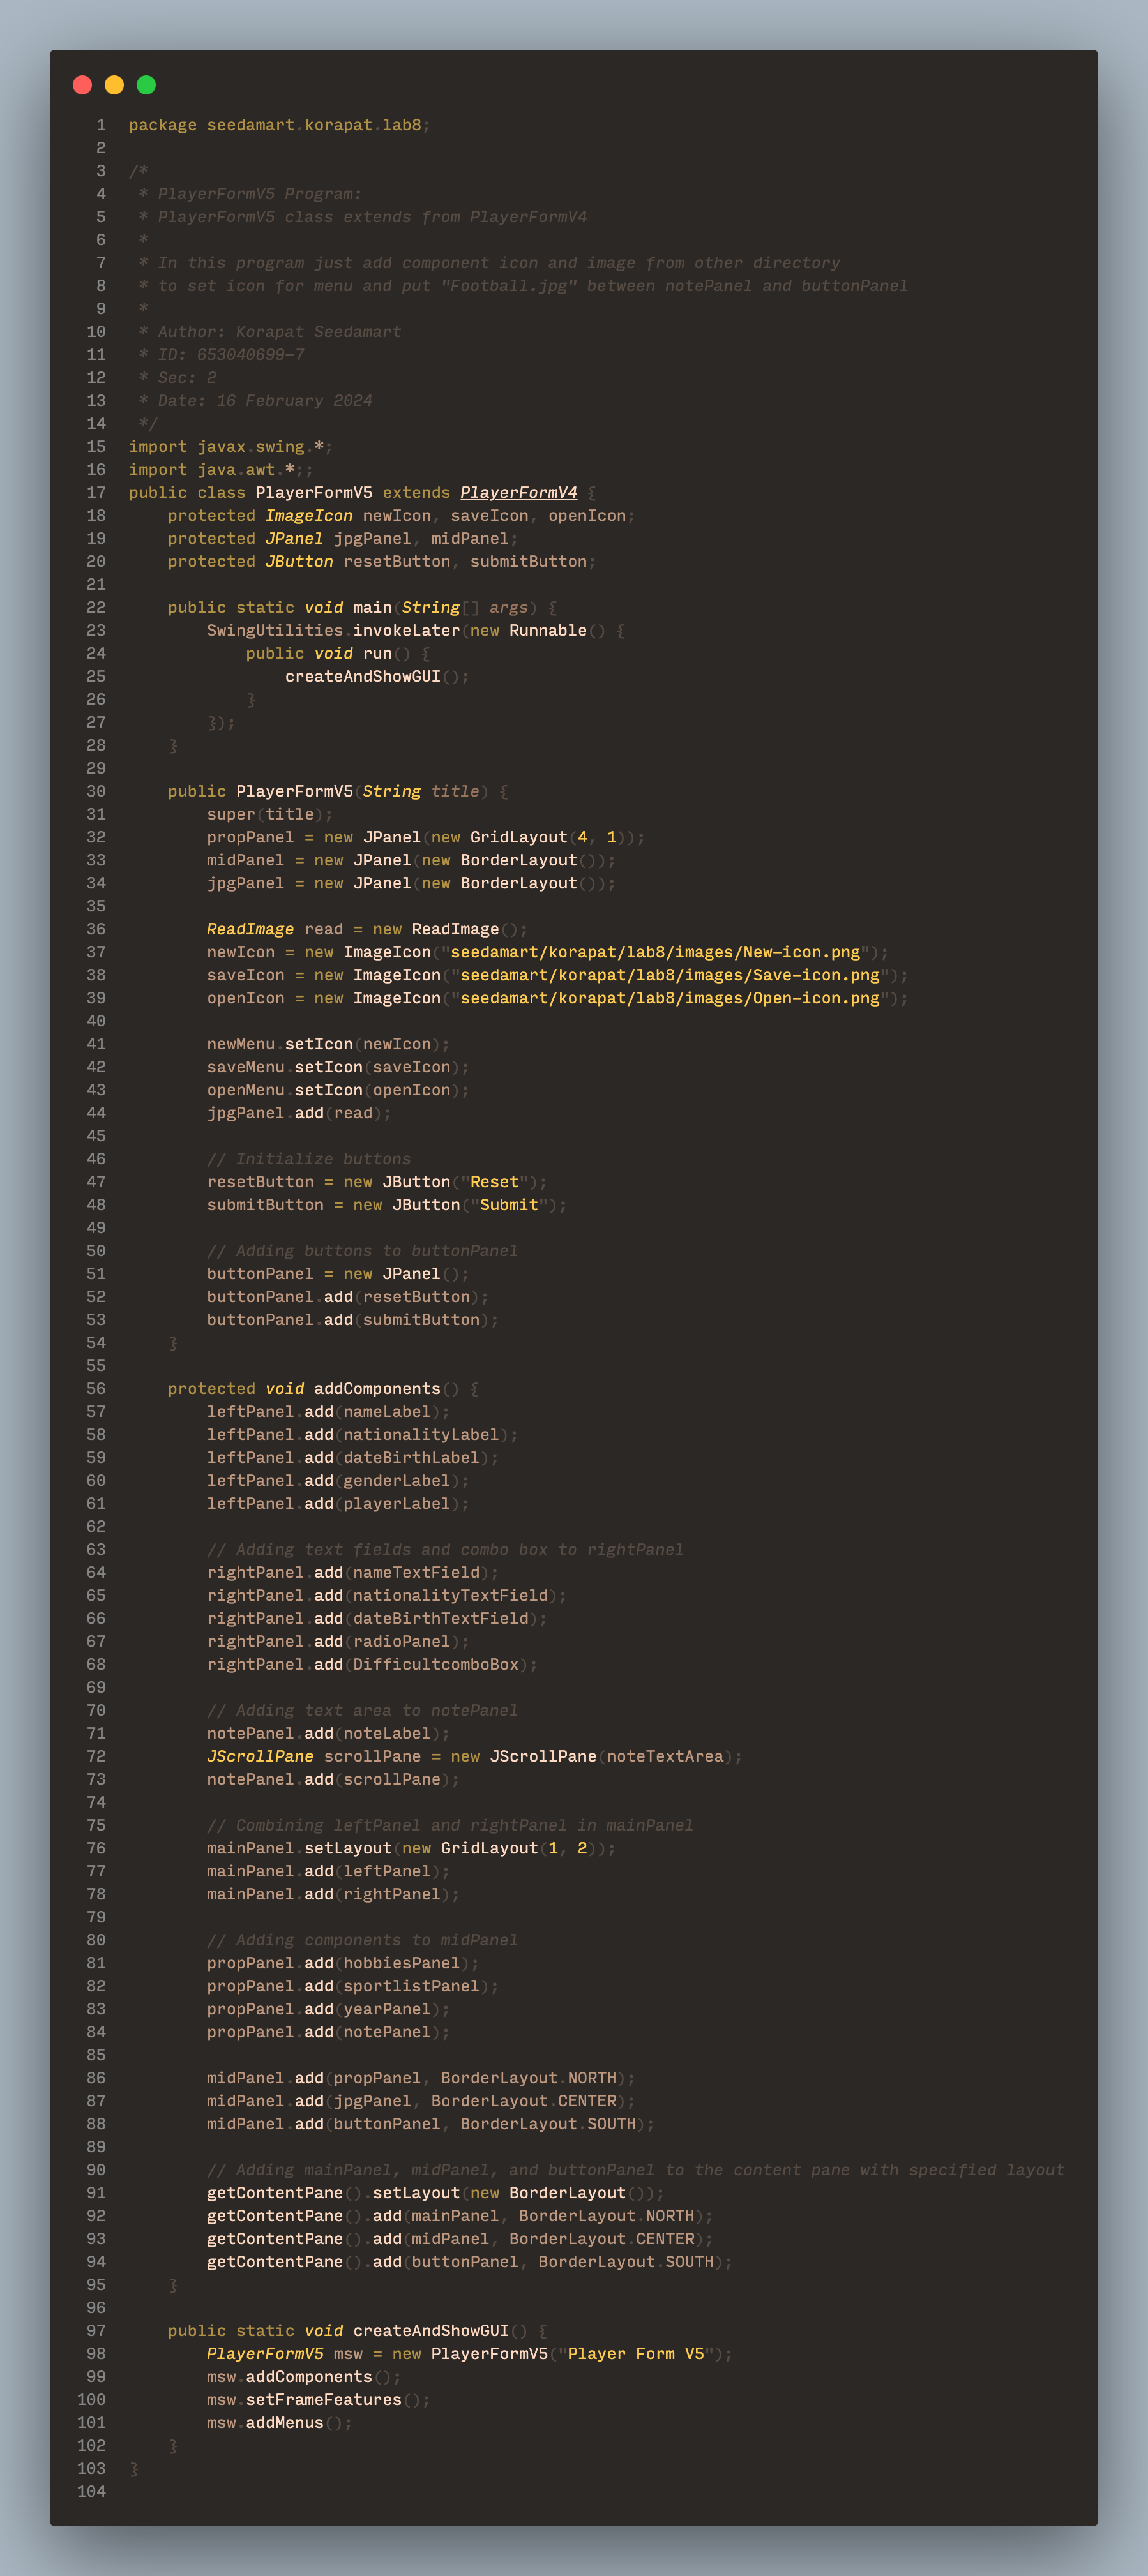 1 package seedamart.korapat.lab8;
2
3 /*
4  * PlayerFormV5 Program:
5  * PlayerFormV5 class extends from PlayerFormV4
6  *
7  * In this program just add component icon and image from other directory
8  * to set icon for menu and put "Football.jpg" between notePanel and buttonPanel
9  *
10  * Author: Korapat Seedamart
11  * ID: 653040699-7
12  * Sec: 2
13  * Date: 16 February 2024
14  */
15 import javax.swing.*;
16 import java.awt.*;;
17 public class PlayerFormV5 extends PlayerFormV4 {
18     protected ImageIcon newIcon, saveIcon, openIcon;
19     protected JPanel jpgPanel, midPanel;
20     protected JButton resetButton, submitButton;
21
22     public static void main(String[] args) {
23         SwingUtilities.invokeLater(new Runnable() {
24             public void run() {
25                 createAndShowGUI();
26             }
27         });
28     }
29
30     public PlayerFormV5(String title) {
31         super(title);
32         propPanel = new JPanel(new GridLayout(4, 1));
33         midPanel = new JPanel(new BorderLayout());
34         jpgPanel = new JPanel(new BorderLayout());
35
36         ReadImage read = new ReadImage();
37         newIcon = new ImageIcon("seedamart/korapat/lab8/images/New-icon.png");
38         saveIcon = new ImageIcon("seedamart/korapat/lab8/images/Save-icon.png");
39         openIcon = new ImageIcon("seedamart/korapat/lab8/images/Open-icon.png");
40
41         newMenu.setIcon(newIcon);
42         saveMenu.setIcon(saveIcon);
43         openMenu.setIcon(openIcon);
44         jpgPanel.add(read);
45
46         // Initialize buttons
47         resetButton = new JButton("Reset");
48         submitButton = new JButton("Submit");
49
50         // Adding buttons to buttonPanel
51         buttonPanel = new JPanel();
52         buttonPanel.add(resetButton);
53         buttonPanel.add(submitButton);
54     }
55
56     protected void addComponents() {
57         leftPanel.add(nameLabel);
58         leftPanel.add(nationalityLabel);
59         leftPanel.add(dateBirthLabel);
60         leftPanel.add(genderLabel);
61         leftPanel.add(playerLabel);
62
63         // Adding text fields and combo box to rightPanel
64         rightPanel.add(nameTextField);
65         rightPanel.add(nationalityTextField);
66         rightPanel.add(dateBirthTextField);
67         rightPanel.add(radioPanel);
68         rightPanel.add(DifficultcomboBox);
69
70         // Adding text area to notePanel
71         notePanel.add(noteLabel);
72         JScrollPane scrollPane = new JScrollPane(noteTextArea);
73         notePanel.add(scrollPane);
74
75         // Combining leftPanel and rightPanel in mainPanel
76         mainPanel.setLayout(new GridLayout(1, 2));
77         mainPanel.add(leftPanel);
78         mainPanel.add(rightPanel);
79
80         // Adding components to midPanel
81         propPanel.add(hobbiesPanel);
82         propPanel.add(sportlistPanel);
83         propPanel.add(yearPanel);
84         propPanel.add(notePanel);
85
86         midPanel.add(propPanel, BorderLayout.NORTH);
87         midPanel.add(jpgPanel, BorderLayout.CENTER);
88         midPanel.add(buttonPanel, BorderLayout.SOUTH);
89
90         // Adding mainPanel, midPanel, and buttonPanel to the content pane with specified layout
91         getContentPane().setLayout(new BorderLayout());
92         getContentPane().add(mainPanel, BorderLayout.NORTH);
93         getContentPane().add(midPanel, BorderLayout.CENTER);
94         getContentPane().add(buttonPanel, BorderLayout.SOUTH);
95     }
96
97     public static void createAndShowGUI() {
98         PlayerFormV5 msw = new PlayerFormV5("Player Form V5");
99         msw.addComponents();
100         msw.setFrameFeatures();
101         msw.addMenus();
102     }
103 }
104